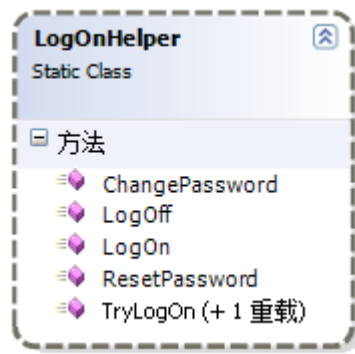 LogOnHelper
Static Class
方法
ChangePassword
LogOff
LogOn
ResetPassword
TryLogOn (+ 1 重载)